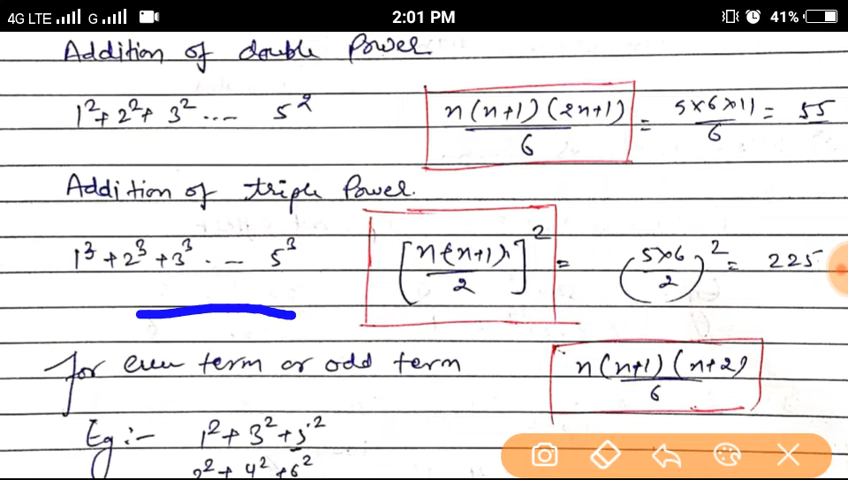 4G LTE G 2:01 PM 41%
Addition of double Power.
1²+2²+3² .... 5² n(n+1)(2n+1)/6 = 5×6×11/6 = 55
Addition of triple Power.
1³+2³+3³ . - - 5³ [n(n+1)/2]² = (5×6/2)² = 225
for even term or odd term n(n+1)(n+2)/6
Eg :- 1²+3²+5²
2²+4²+6²